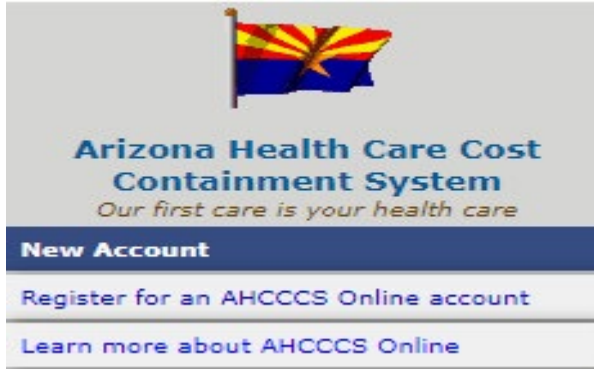 Arizona Health Care Cost
Containment System
Our first care is your health care
New Account
Register for an AHCCCS Online account
Learn more about AHCCCS Online